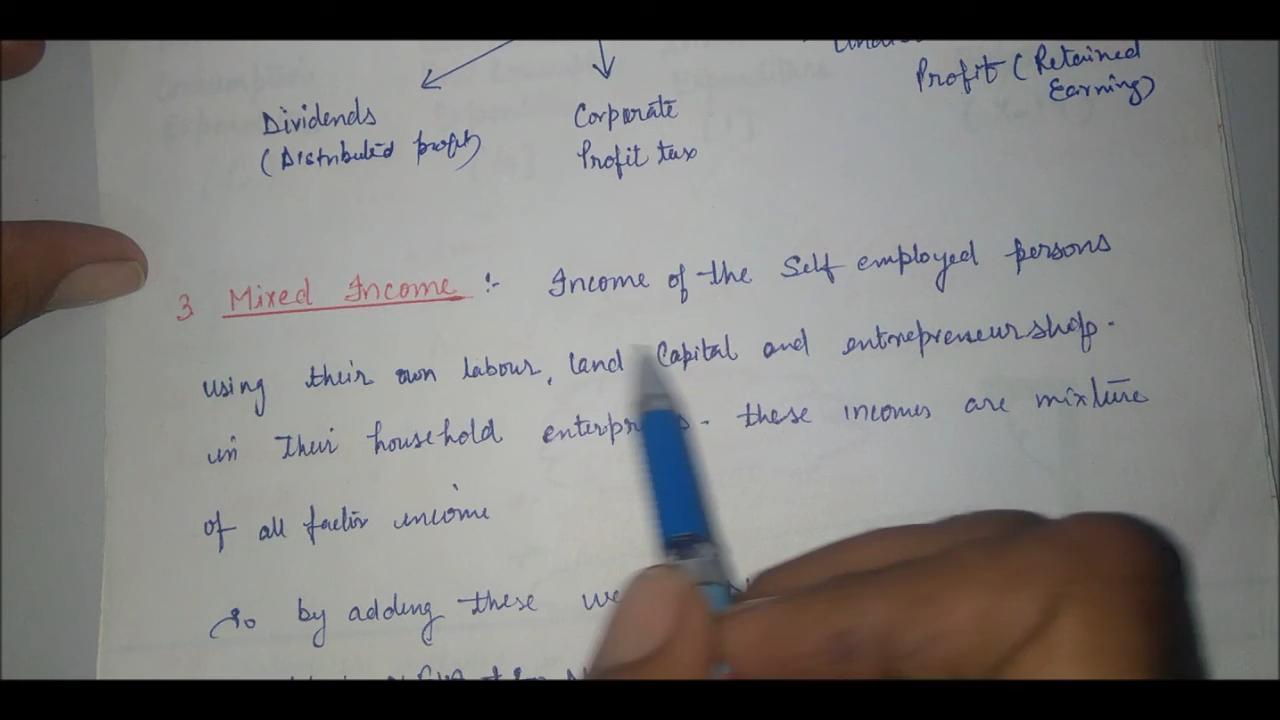 Profit (Retained
Earning)
Dividends
(Distributed profit)
Corporate
Profit tax
3 Mixed Income :- Income of the Self employed persons
using their own labour, land Capital and entrepreneurship.
in Their household these incomes are mixture
of all factor income
So by adding these